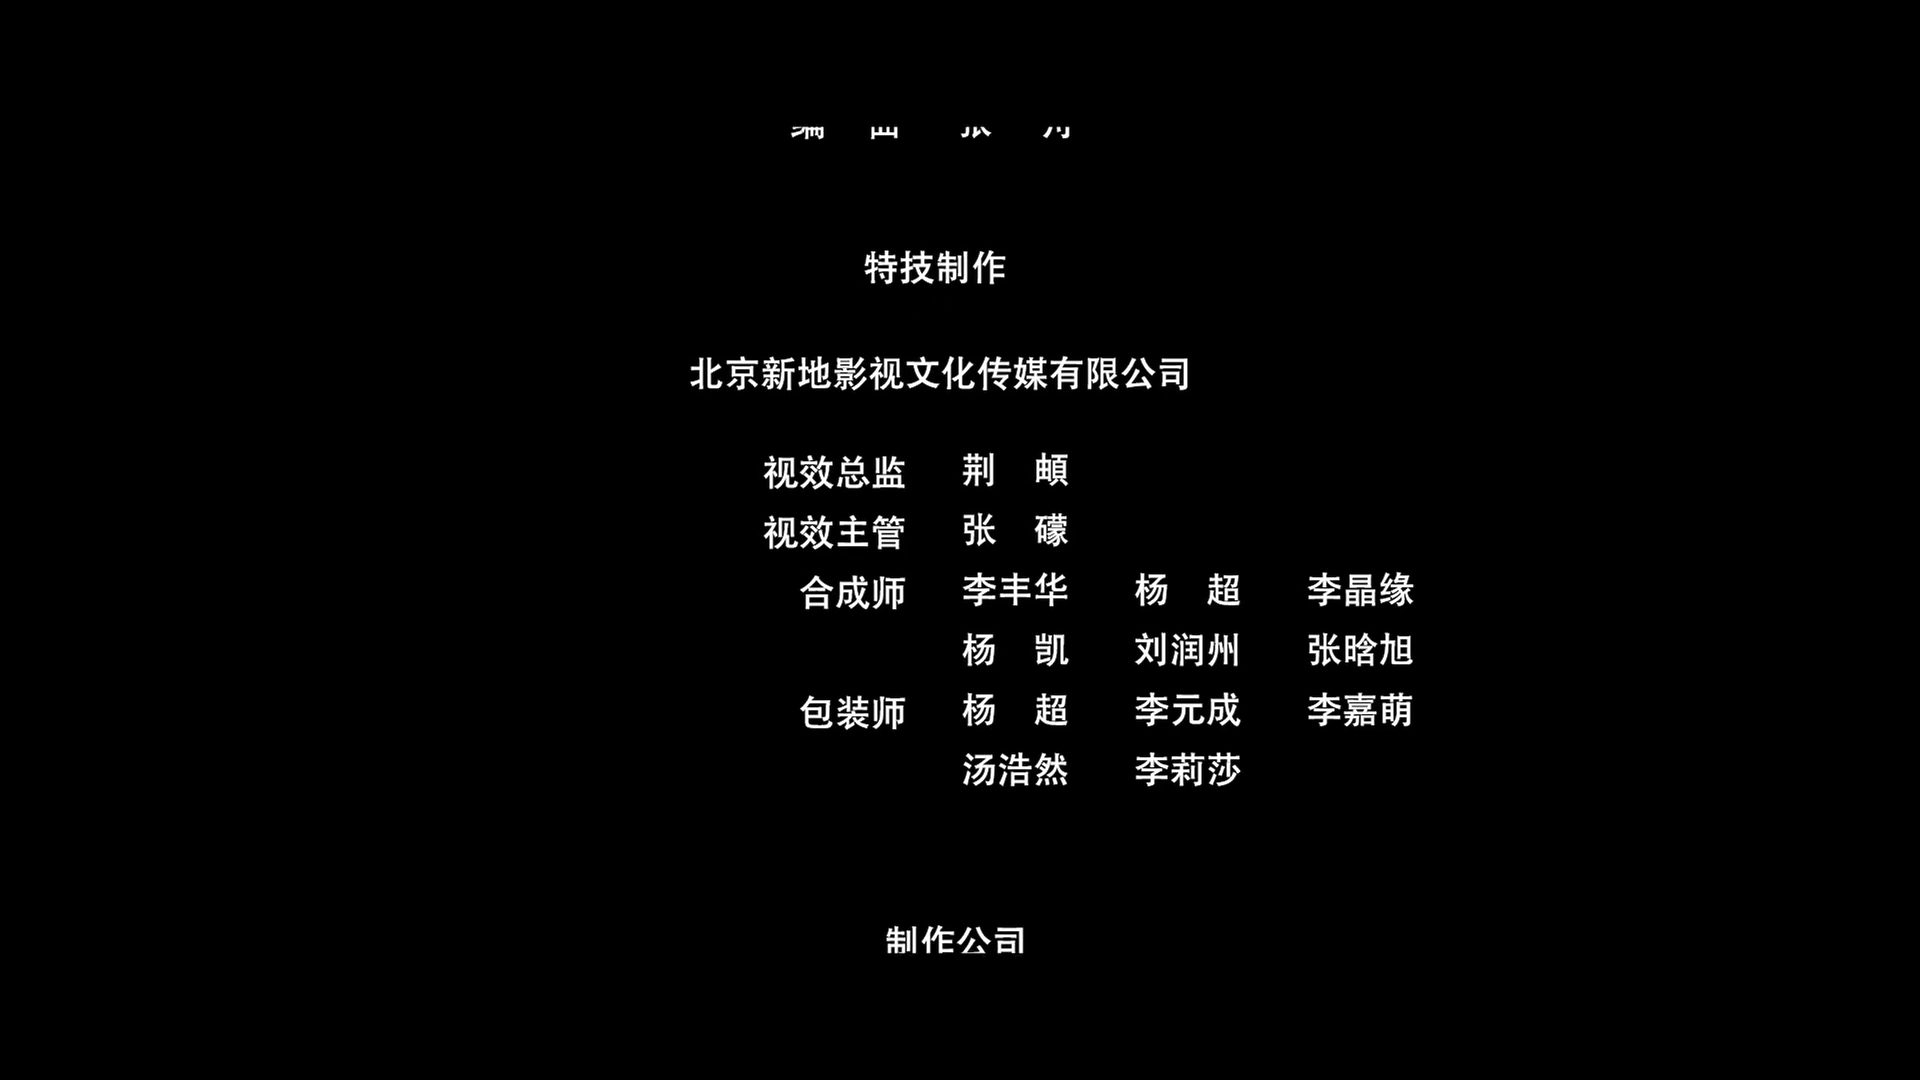 特技制作
北京新地影视文化传媒有限公司
视效总监 荆 頔
视效主管 张 礞
合成师 李丰华 杨 超 李晶缘
杨 凯 刘润州 张晗旭
包装师 杨 超 李元成 李嘉萌
汤浩然 李莉莎
制作公司